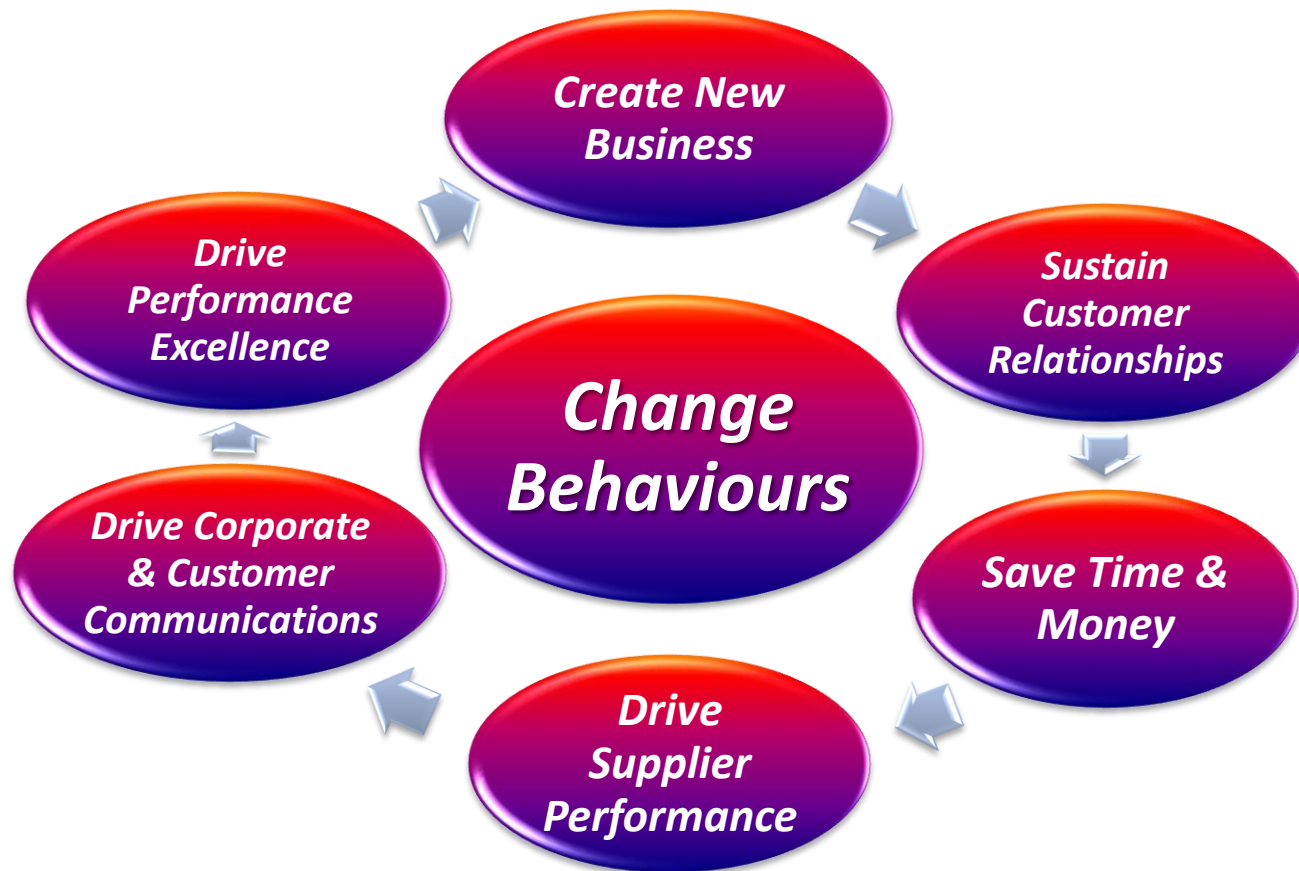 Create New
Business
Sustain
Customer
Relationships
Save Time &
Money
Drive
Supplier
Performance
Drive Corporate
& Customer
Communications
Drive
Performance
Excellence
Change
Behaviours